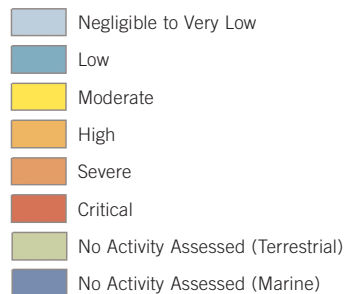 Negligible to Very Low
Low
Moderate
High
Severe
Critical
No Activity Assessed (Terrestrial)
No Activity Assessed (Marine)